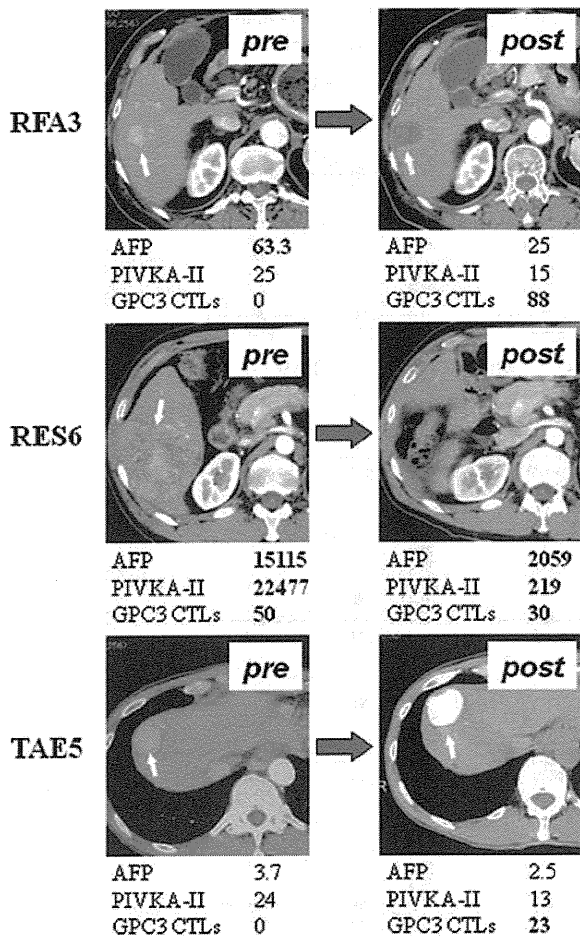 pre
post
RFA3
AFP 63.3
PIVKA-II 25
GPC3 CTLs 0
AFP 25
PIVKA-II 15
GPC3 CTLs 88
pre
post
RES6
AFP 15115
PIVKA-II 22477
GPC3 CTLs 50
AFP 2059
PIVKA-II 219
GPC3 CTLs 30
pre
post
TAE5
R
AFP 3.7
PIVKA-II 24
GPC3 CTLs 0
AFP 2.5
PIVKA-II 13
GPC3 CTLs 23